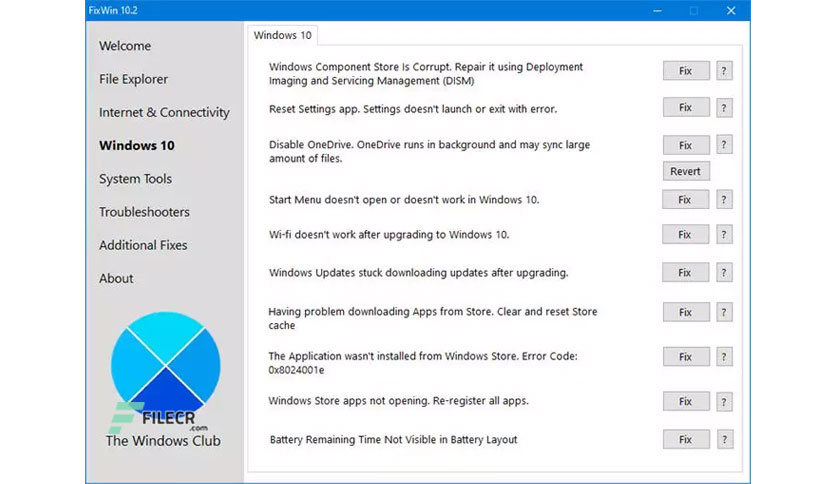 FixWin 10.2
Welcome
File Explorer
Internet & Connectivity
Windows 10
System Tools
Troubleshooters
Additional Fixes
About
FILECR
.com
The Windows Club
Windows 10
Windows Component Store Is Corrupt. Repair it using Deployment
Imaging and Servicing Management (DISM)
Fix ?
Reset Settings app. Settings doesn't launch or exit with error.
Fix ?
Disable OneDrive. OneDrive runs in background and may sync large
amount of files.
Fix ?
Revert
Start Menu doesn't open or doesn't work in Windows 10.
Fix ?
Wi-fi doesn't work after upgrading to Windows 10.
Fix ?
Windows Updates stuck downloading updates after upgrading.
Fix ?
Having problem downloading Apps from Store. Clear and reset Store
cache
Fix ?
The Application wasn't installed from Windows Store. Error Code:
0x8024001e
Fix ?
Windows Store apps not opening. Re-register all apps.
Fix ?
Battery Remaining Time Not Visible in Battery Layout
Fix ?